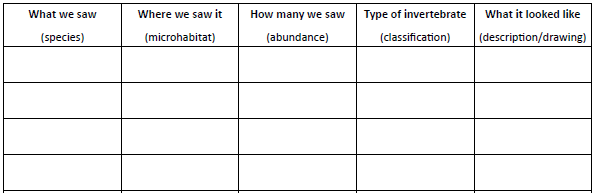 What we saw Where we saw it How many we saw Type of invertebrate What it looked like
(species) (microhabitat) (abundance) (classification) (description/drawing)